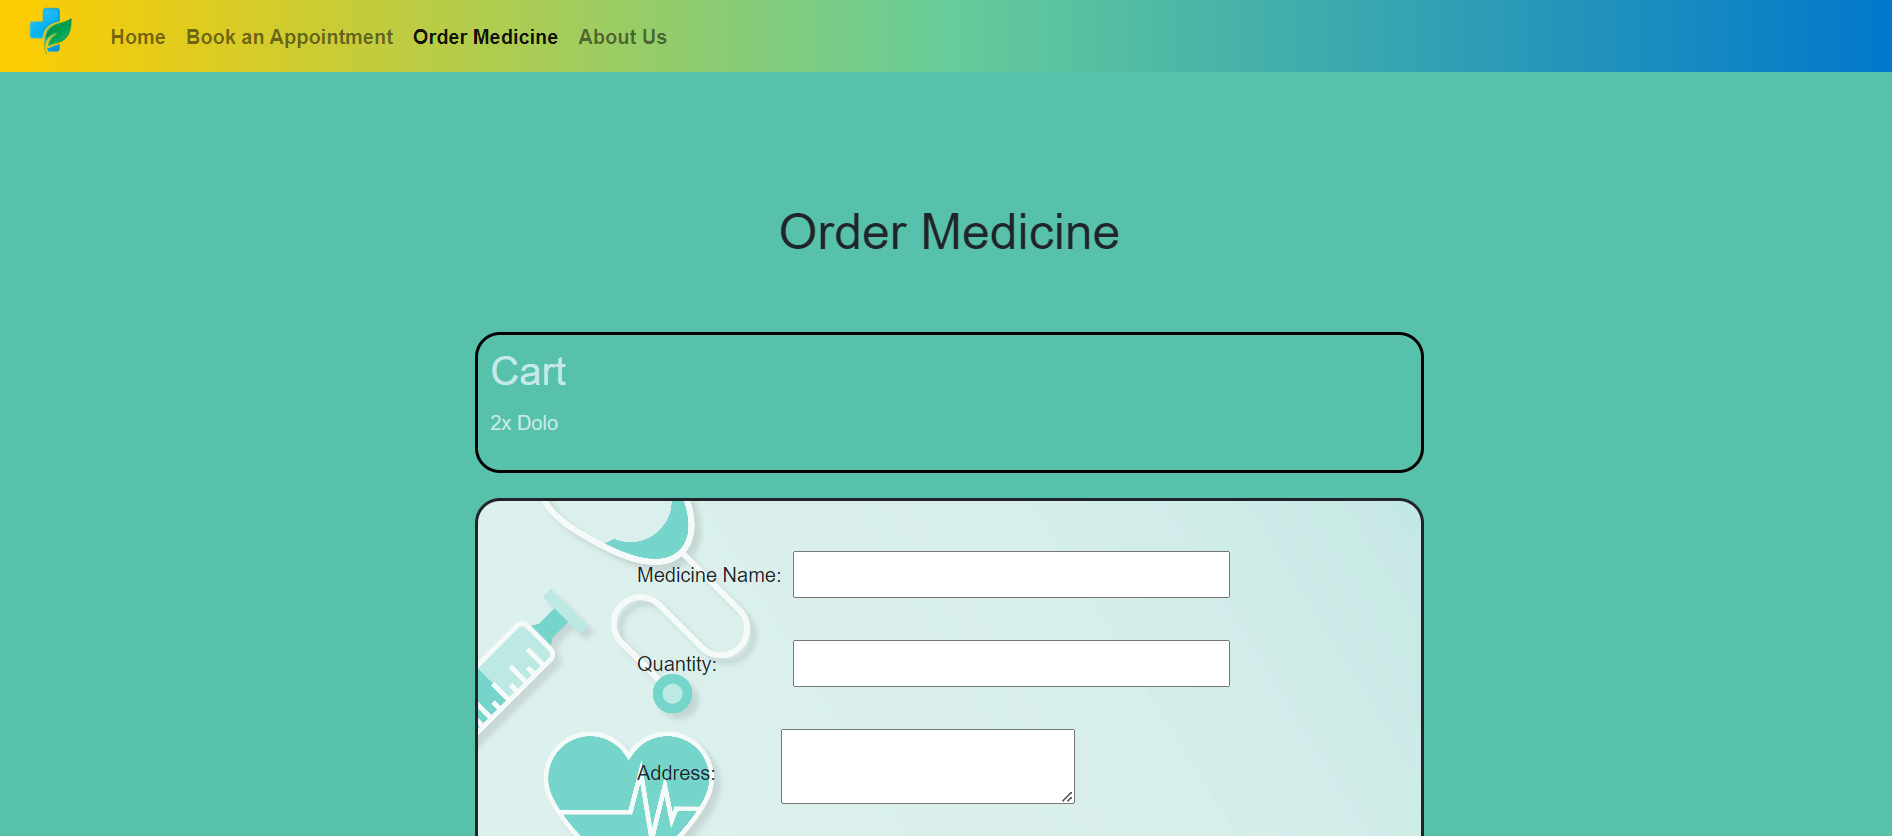 Home Book an Appointment Order Medicine About Us
Order Medicine
Cart
2x Dolo
Medicine Name:
Quantity:
Address: